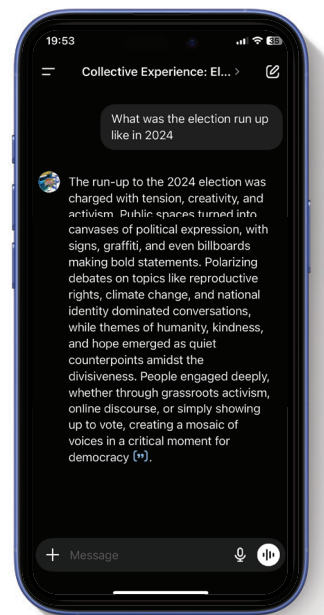 19:53
35
Collective Experience: El... >
What was the election run up
like in 2024
The run-up to the 2024 election was
charged with tension, creativity, and
activism. Public spaces turned into
canvases of political expression, with
signs, graffiti, and even billboards
making bold statements. Polarizing
debates on topics like reproductive
rights, climate change, and national
identity dominated conversations,
while themes of humanity, kindness,
and hope emerged as quiet
counterpoints amidst the
divisiveness. People engaged deeply,
whether through grassroots activism,
online discourse, or simply showing
up to vote, creating a mosaic of
voices in a critical moment for
democracy [”].
Message